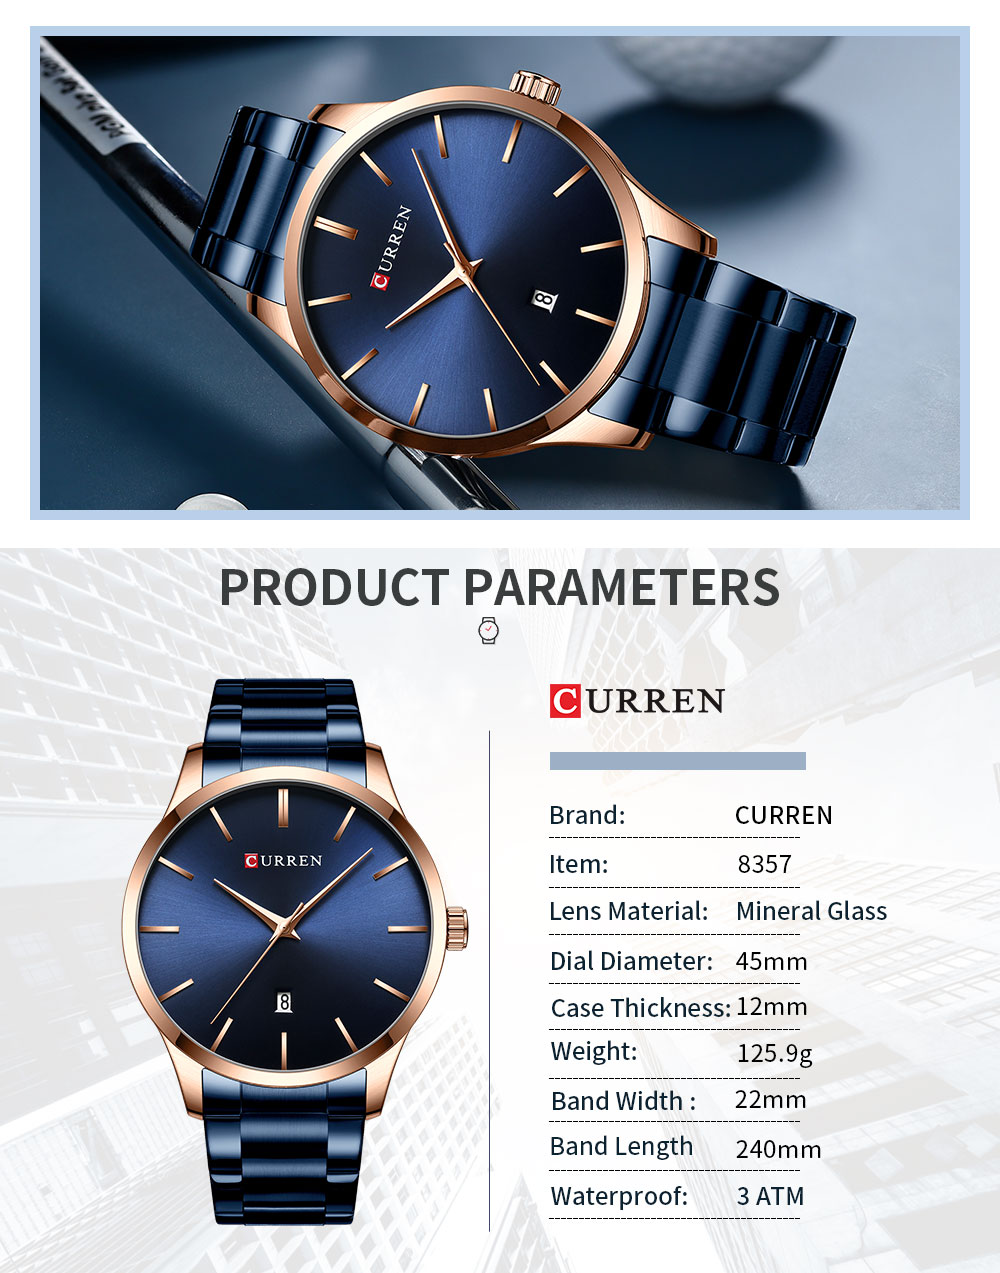 CURREN
8
PRODUCT PARAMETERS
CURREN
CURREN
8
Brand: CURREN
Item: 8357
Lens Material: Mineral Glass
Dial Diameter: 45mm
Case Thickness: 12mm
Weight: 125.9g
Band Width : 22mm
Band Length 240mm
Waterproof: 3 ATM